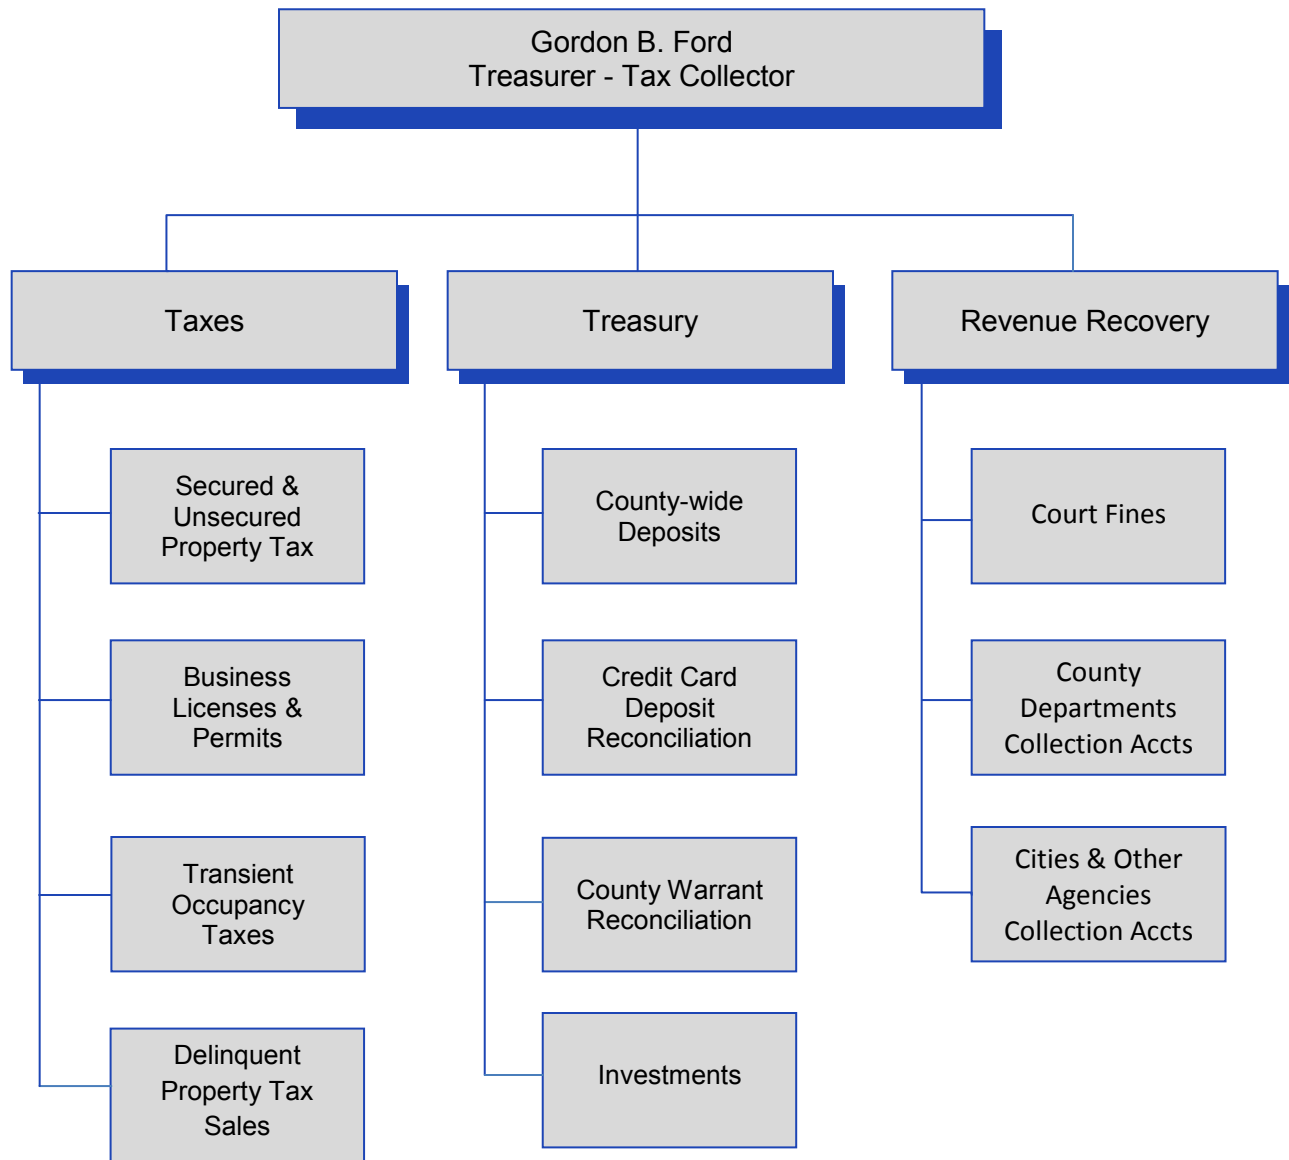 Gordon B. Ford
Treasurer - Tax Collector
Taxes
Treasury
Revenue Recovery
Secured &
Unsecured
Property Tax
County-wide
Deposits
Court Fines
Business
Licenses &
Permits
Credit Card
Deposit
Reconciliation
County
Departments
Collection Accts
Transient
Occupancy
Taxes
County Warrant
Reconciliation
Cities & Other
Agencies
Collection Accts
Delinquent
Property Tax
Sales
Investments